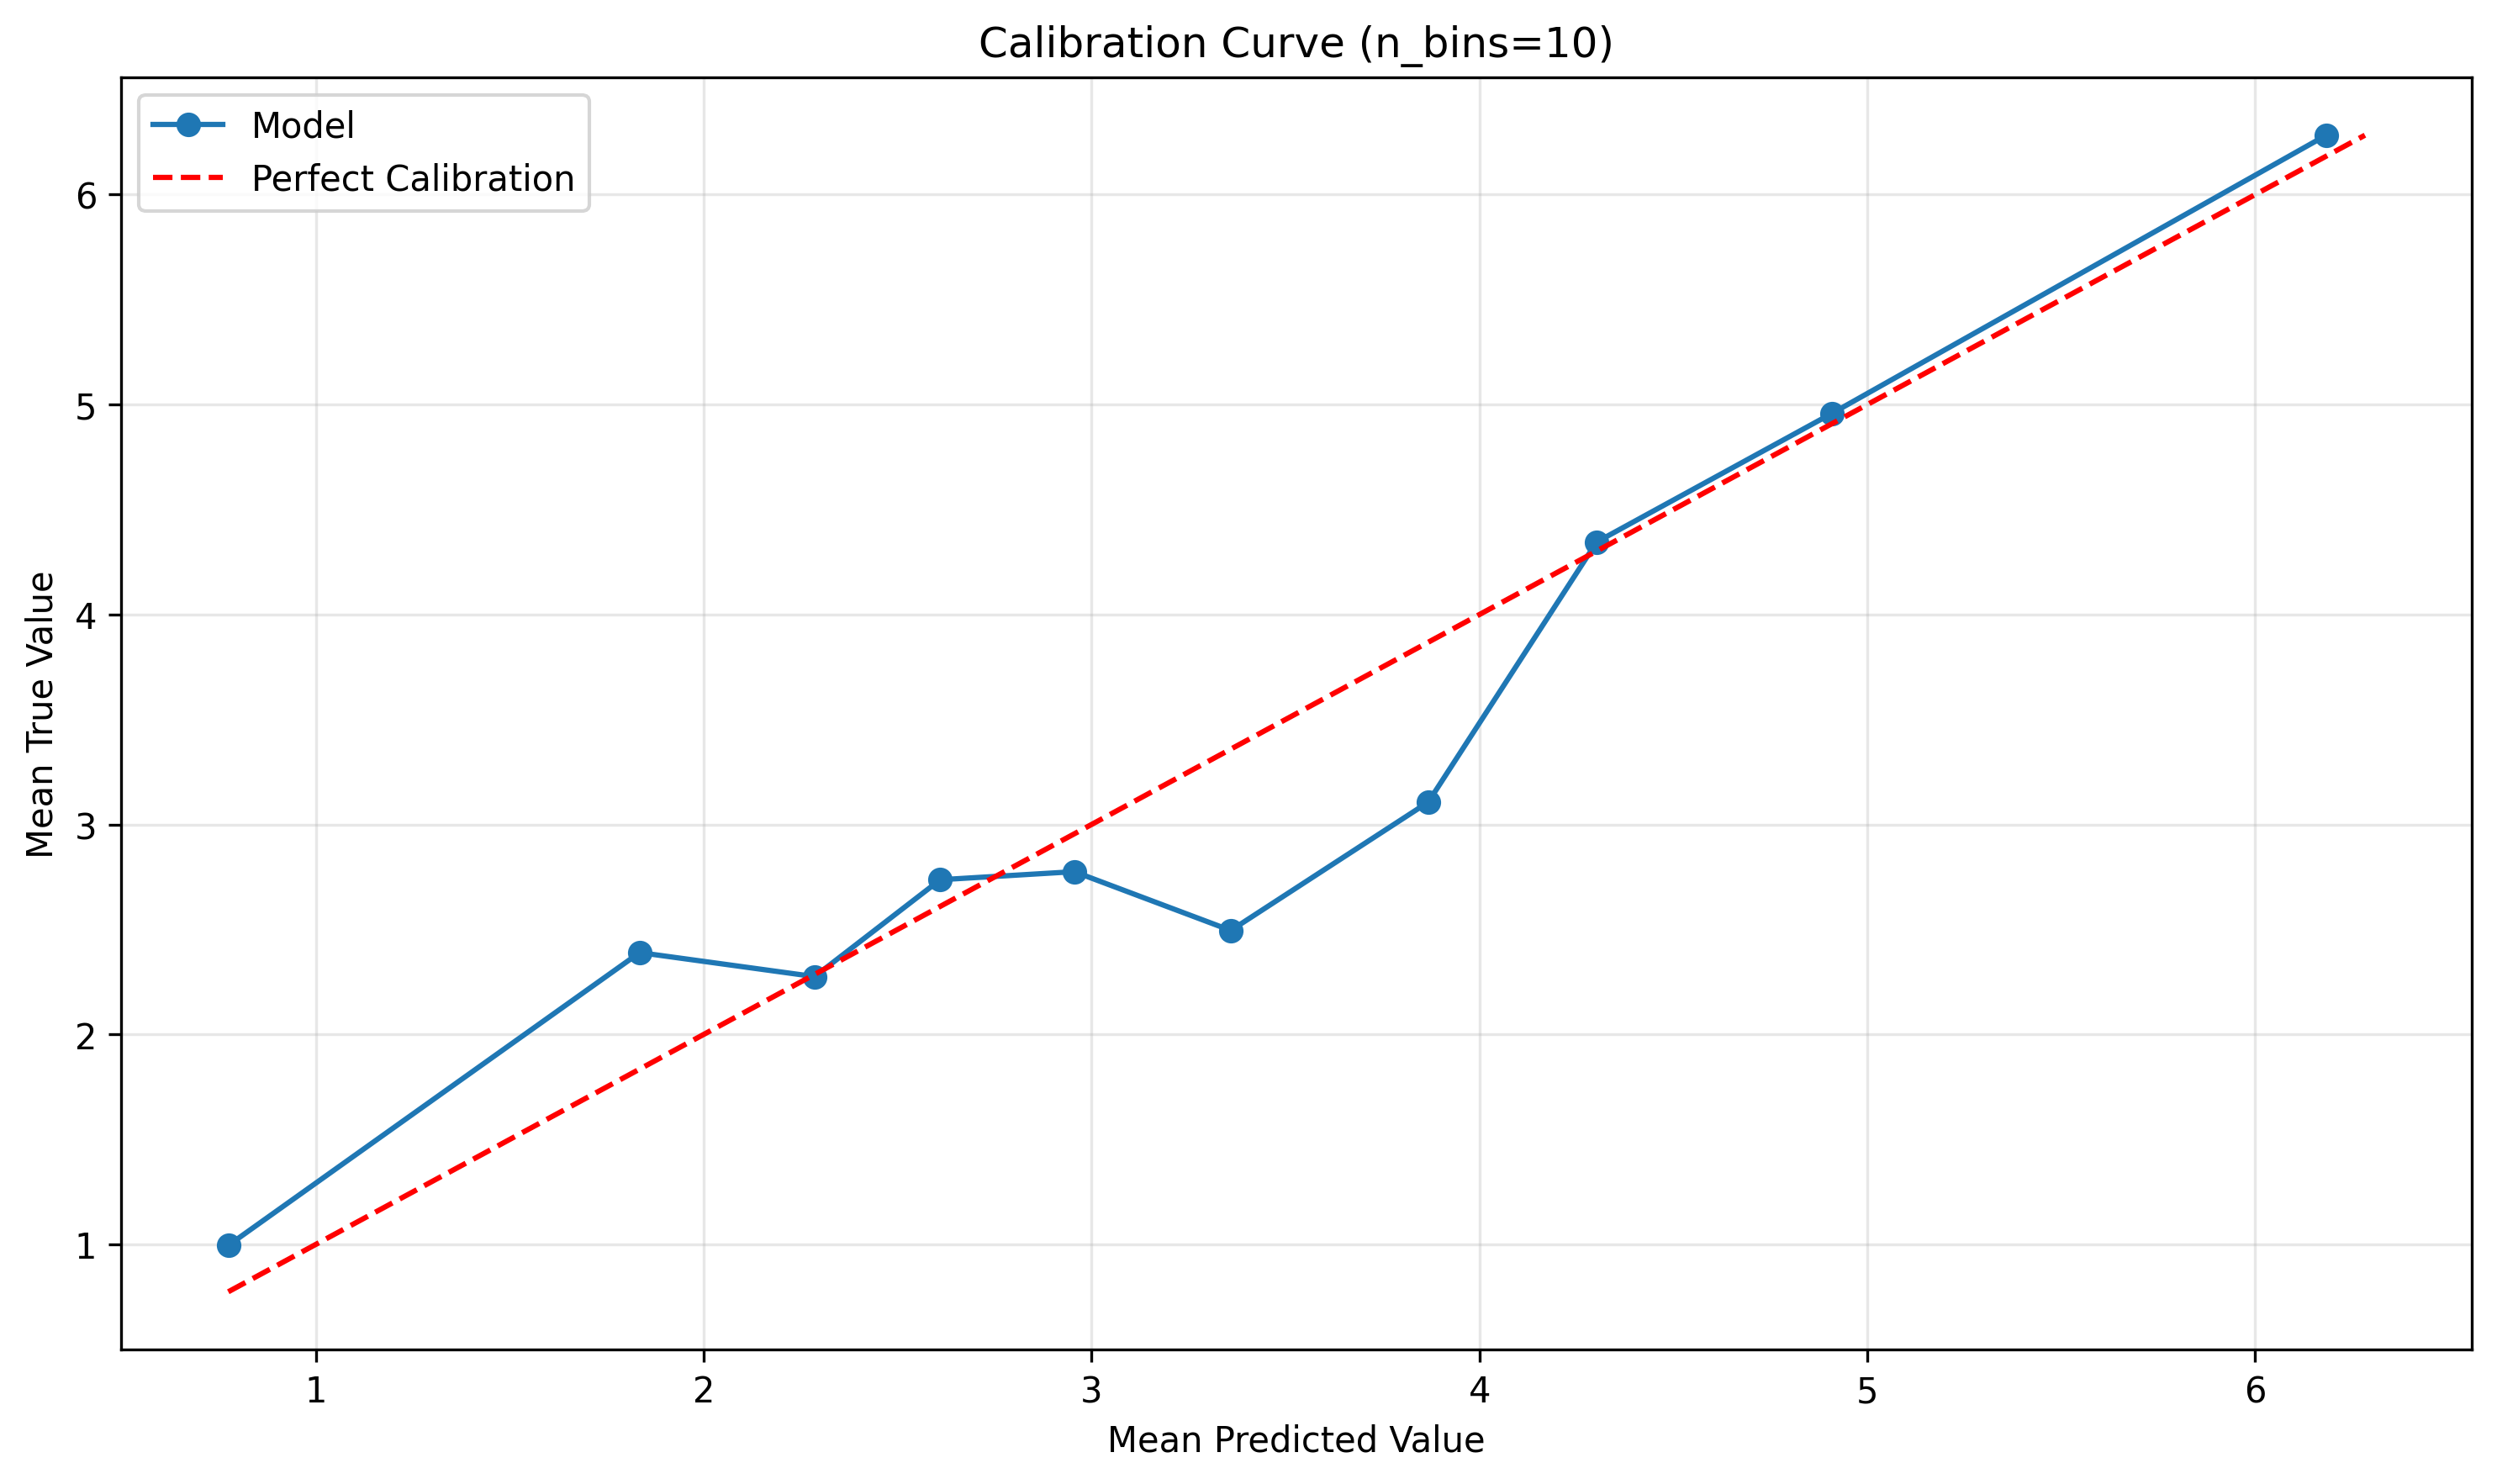 Calibration Curve (n_bins=10)
Model
Perfect Calibration
Mean True Value
6
5
4
3
2
1
1 2 3 4 5 6
Mean Predicted Value